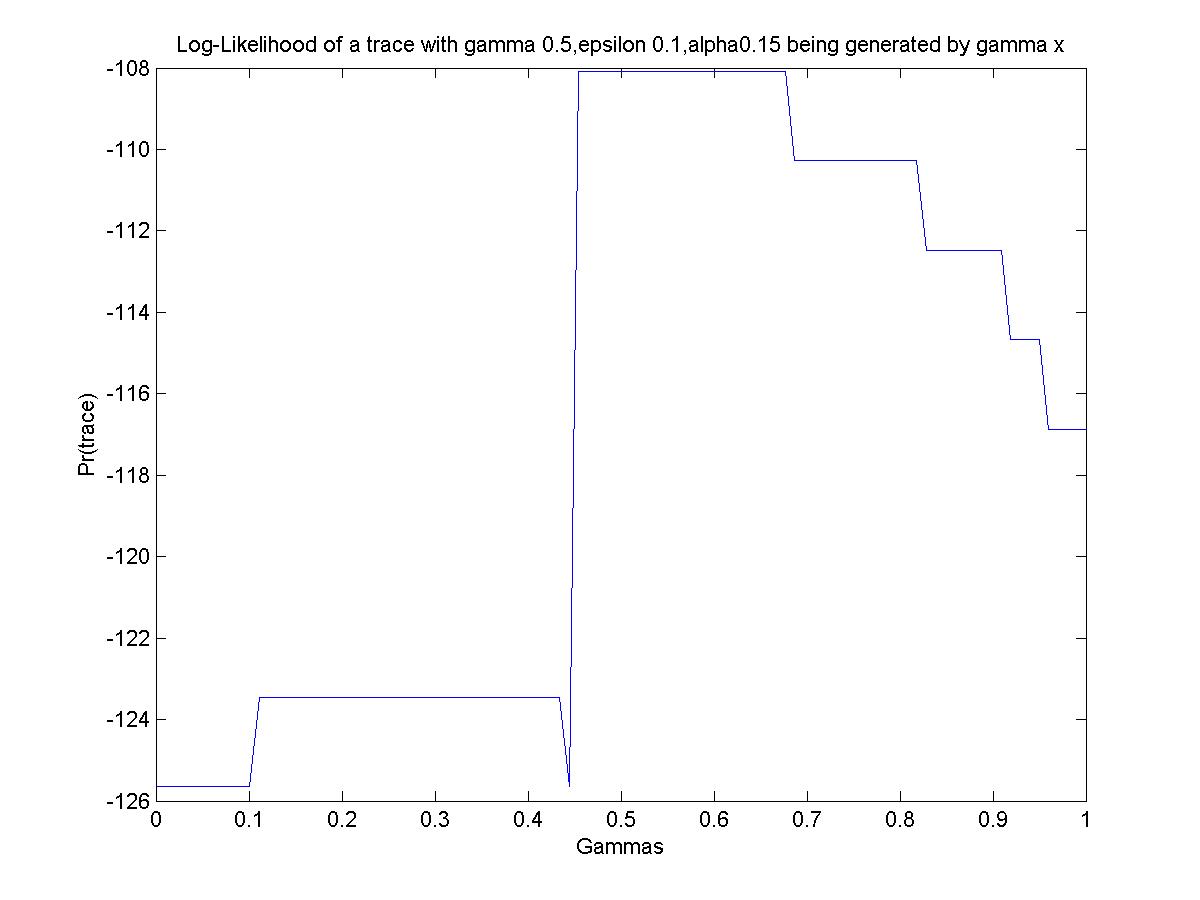 Log-Likelihood of a trace with gamma 0.5,epsilon 0.1,alpha0.15 being generated by gamma x
-108
-110
-112
-114
-116
-118
-120
-122
-124
-126
Pr(trace)
0 0.1 0.2 0.3 0.4 0.5 0.6 0.7 0.8 0.9 1
Gammas